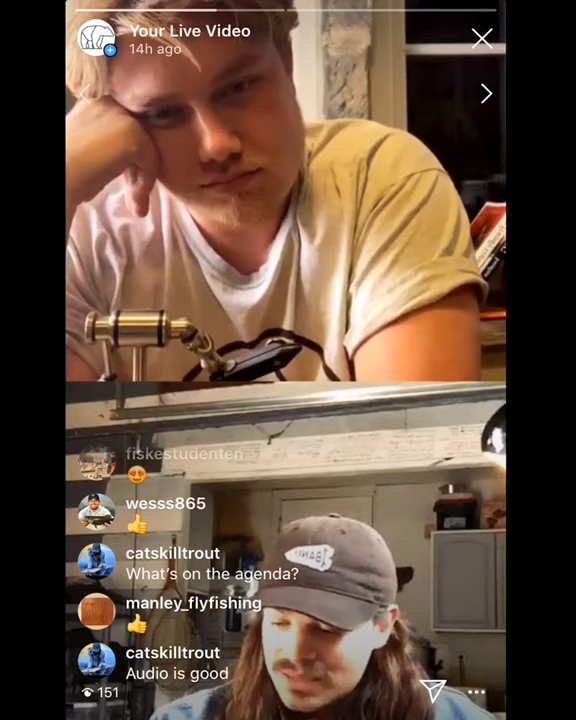 Your Live Video
14h ago
fiskestudenten
😍
wesss865
👍
catskilltrout
What's on the agenda?
manley_flyfishing
👍
catskilltrout
Audio is good
151